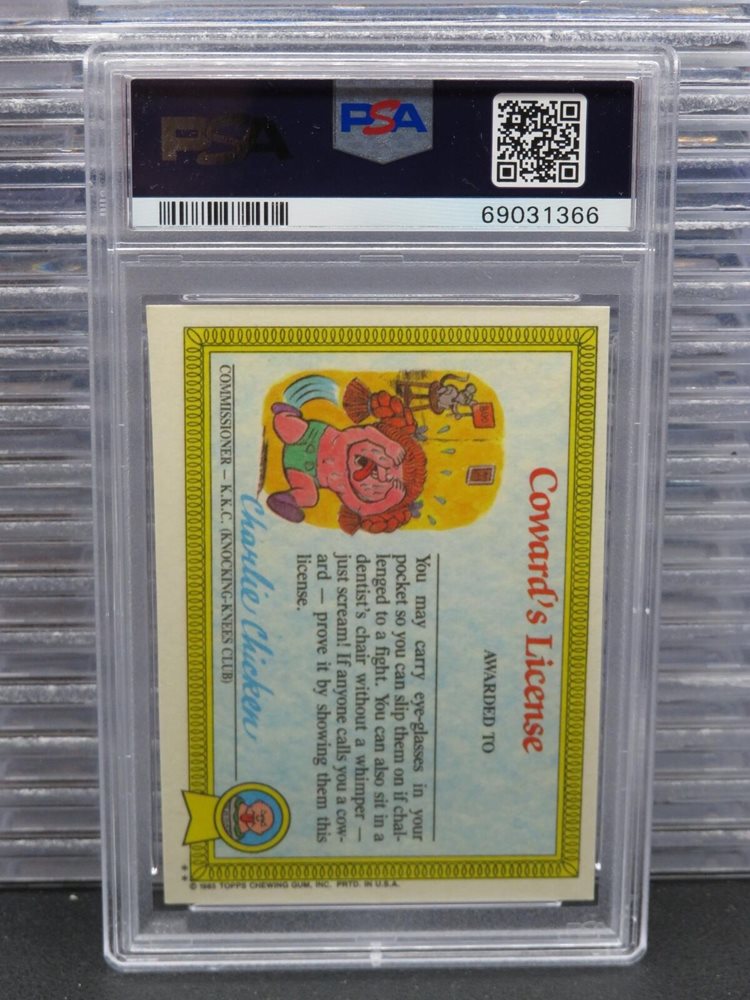 PSA
PSA
69031366
Coward's License
AWARDED TO
You may carry eye-glasses in your
pocket so you can slip them on if chal-
lenged to a fight. You can also sit in a
dentist's chair without a whimper —
just scream! If anyone calls you a cow-
ard — prove it by showing them this
license.
Charlie Chicken
COMMISSIONER — K.K.C. (KNOCKING-KNEES CLUB)
**
© 1985 TOPPS CHEWING GUM, INC. PRTD. IN U.S.A.